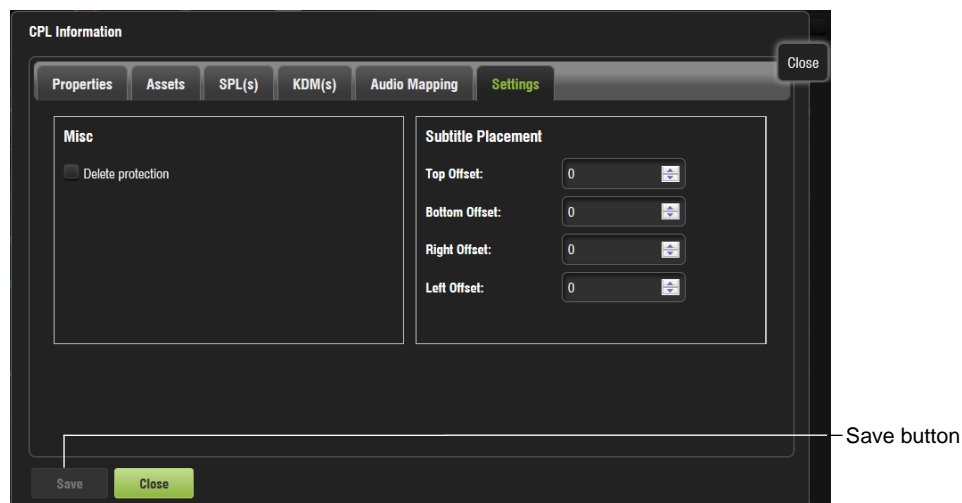 CPL Information
Close
Properties Assets SPL(s) KDM(s) Audio Mapping Settings
Misc
Delete protection
Subtitle Placement
Top Offset: 0
Bottom Offset: 0
Right Offset: 0
Left Offset: 0
Save button
Save Close